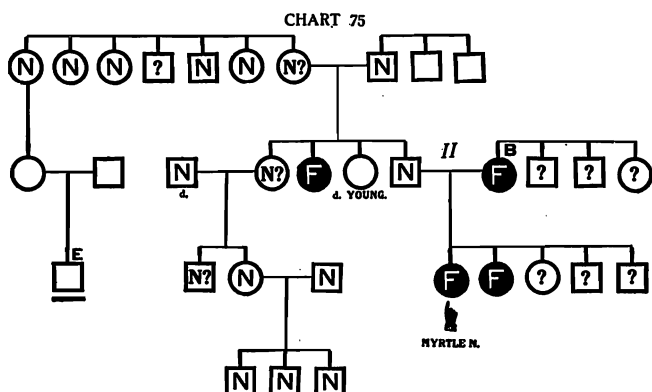 CHART 75
N N N ? N N N? N
II
N d. N? F d. YOUNG. N F B ? ? ?
E N? N N F F ? ? ?
MYRTLE M.
N N N